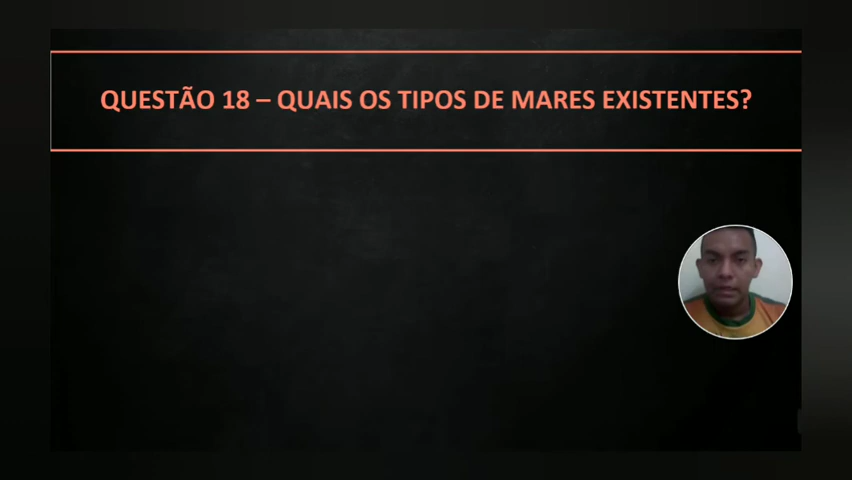 QUESTÃO 18 – QUAIS OS TIPOS DE MARES EXISTENTES?